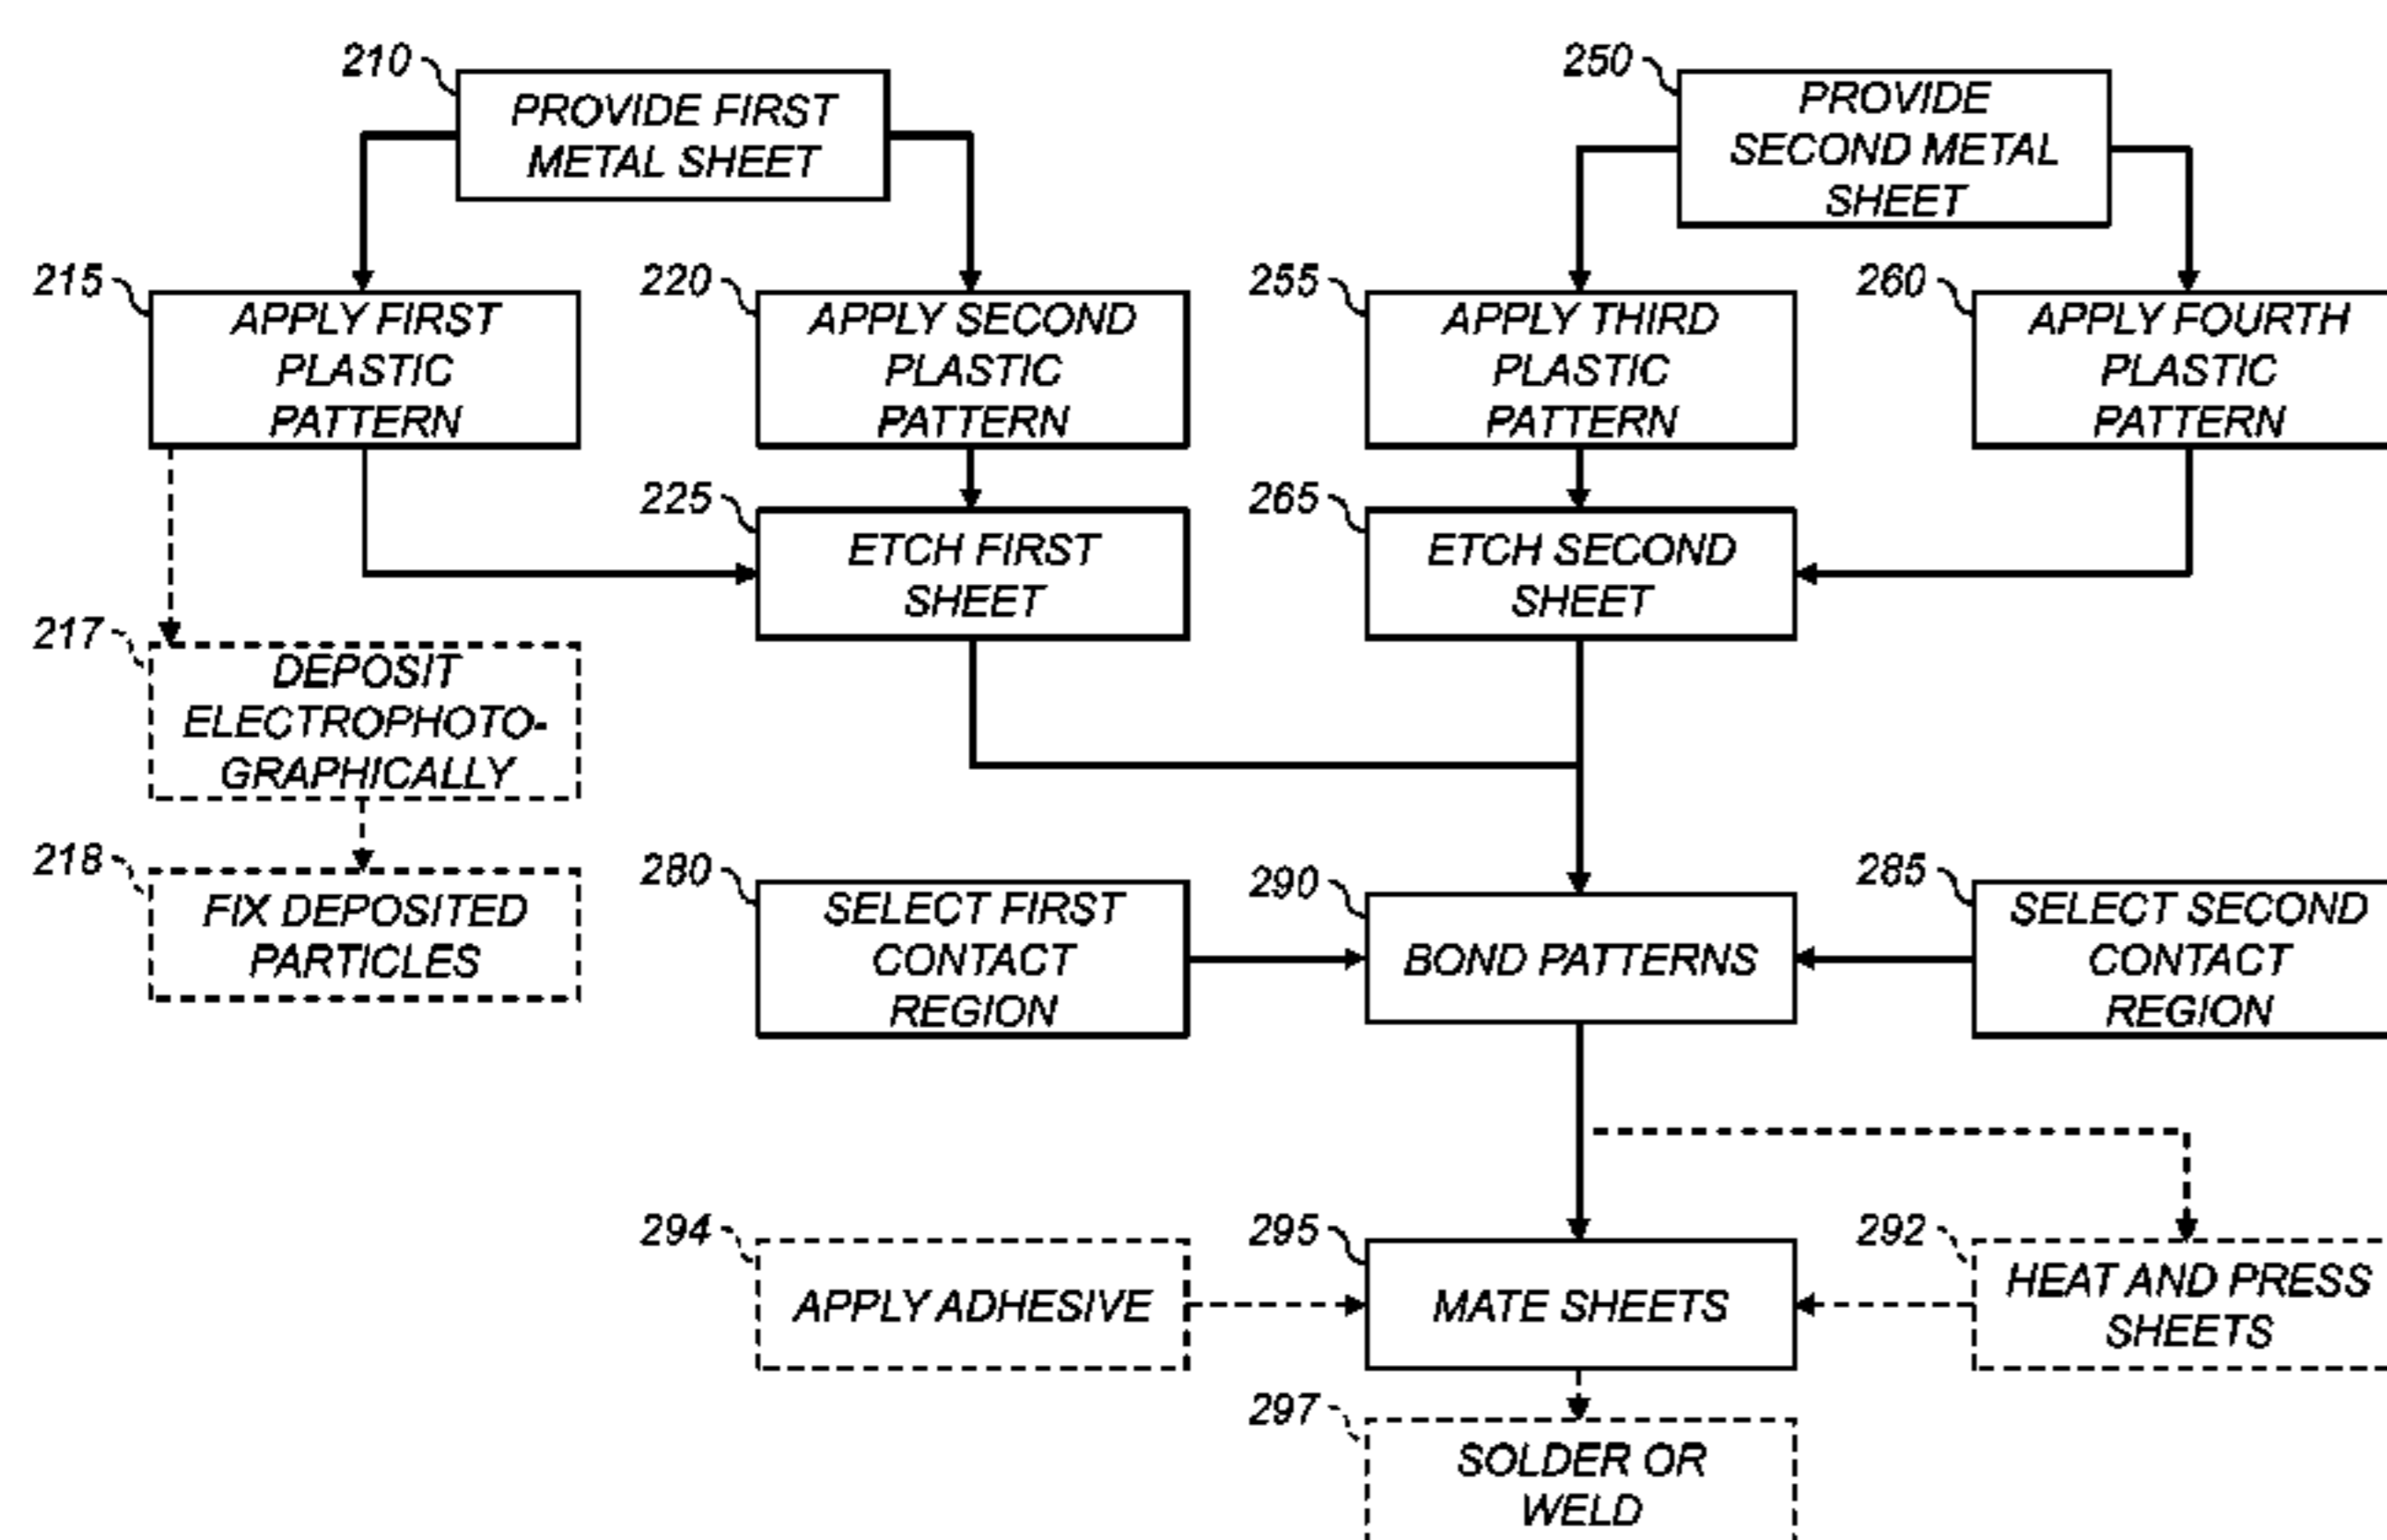 210
PROVIDE FIRST
METAL SHEET
250
PROVIDE
SECOND METAL
SHEET
215
APPLY FIRST
PLASTIC
PATTERN
220
APPLY SECOND
PLASTIC
PATTERN
255
APPLY THIRD
PLASTIC
PATTERN
260
APPLY FOURTH
PLASTIC
PATTERN
225
ETCH FIRST
SHEET
265
ETCH SECOND
SHEET
217
DEPOSIT
ELECTROPHOTO-
GRAPHICALLY
218
FIX DEPOSITED
PARTICLES
280
SELECT FIRST
CONTACT
REGION
290
BOND PATTERNS
285
SELECT SECOND
CONTACT
REGION
294
APPLY ADHESIVE
295
MATE SHEETS
292
HEAT AND PRESS
SHEETS
297
SOLDER OR
WELD